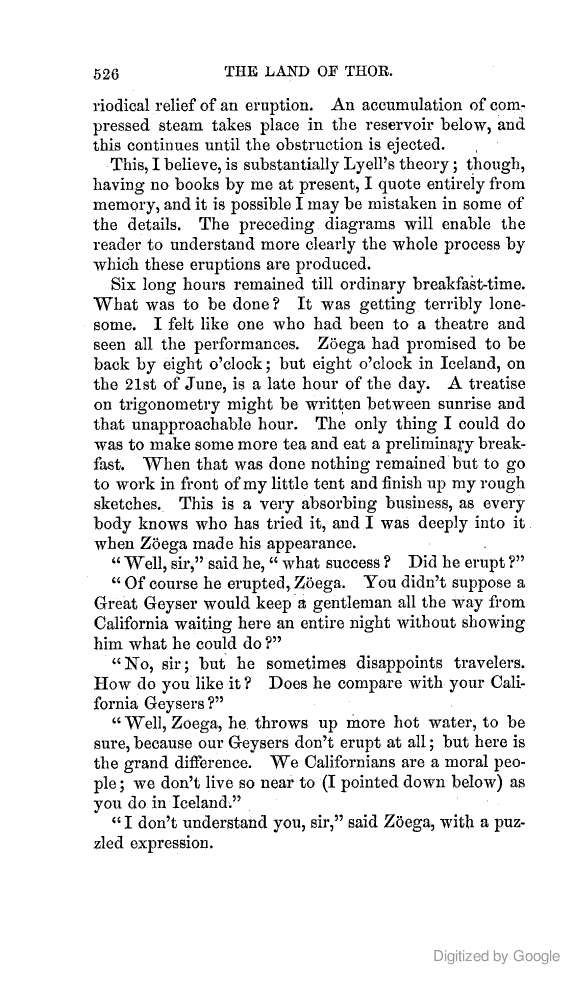 526 THE LAND OF THOR.
riodical relief of an eruption. An accumulation of com-
pressed steam takes place in the reservoir below, and
this continues until the obstruction is ejected.
This, I believe, is substantially Lyell's theory; though,
having no books by me at present, I quote entirely from
memory, and it is possible I may be mistaken in some of
the details. The preceding diagrams will enable the
reader to understand more clearly the whole process by
which these eruptions are produced.
Six long hours remained till ordinary breakfast-time.
What was to be done? It was getting terribly lone-
some. I felt like one who had been to a theatre and
seen all the performances. Zöega had promised to be
back by eight o'clock; but eight o'clock in Iceland, on
the 21st of June, is a late hour of the day. A treatise
on trigonometry might be written between sunrise and
that unapproachable hour. The only thing I could do
was to make some more tea and eat a preliminary break-
fast. When that was done nothing remained but to go
to work in front of my little tent and finish up my rough
sketches. This is a very absorbing business, as every
body knows who has tried it, and I was deeply into it
when Zöega made his appearance.
"Well, sir," said he, "what success? Did he erupt?"
"Of course he erupted, Zöega. You didn't suppose a
Great Geyser would keep a gentleman all the way from
California waiting here an entire night without showing
him what he could do?"
"No, sir; but he sometimes disappoints travelers.
How do you like it? Does he compare with your Cali-
fornia Geysers?"
"Well, Zoega, he throws up more hot water, to be
sure, because our Geysers don't erupt at all; but here is
the grand difference. We Californians are a moral peo-
ple; we don't live so near to (I pointed down below) as
you do in Iceland."
"I don't understand you, sir," said Zöega, with a puz-
zled expression.
Digitized by Google